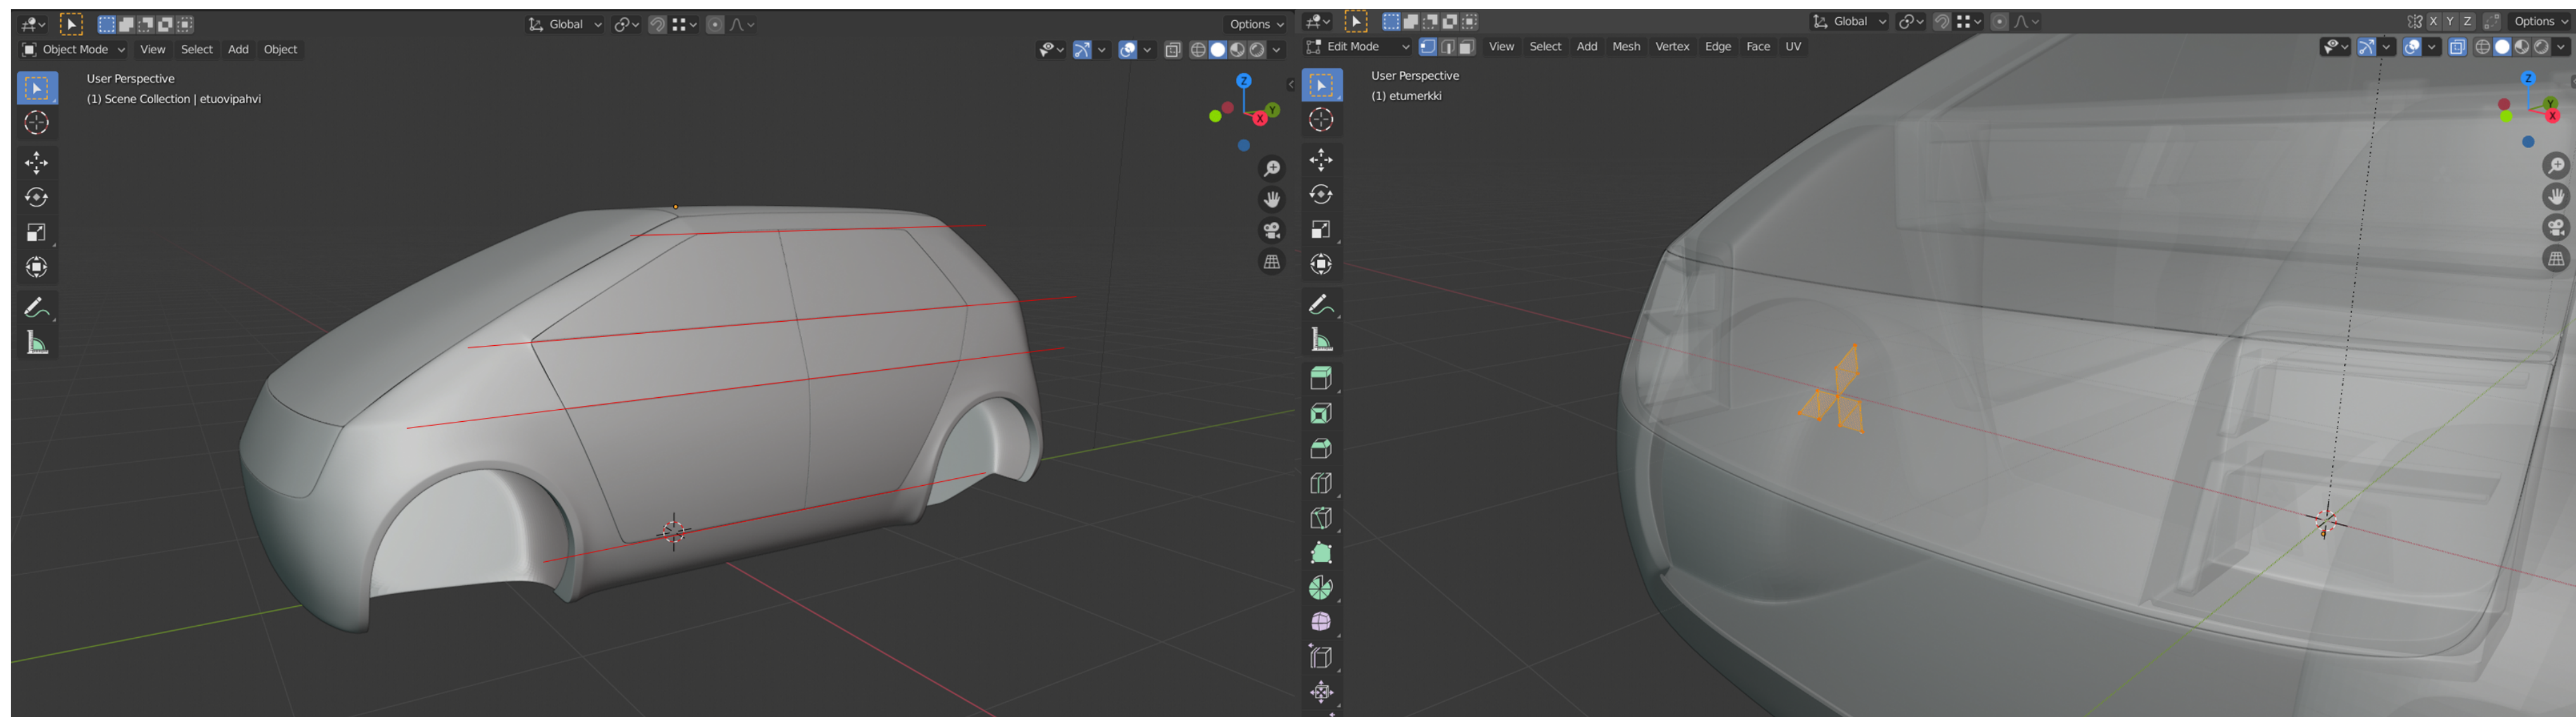 Global
Options
Object Mode View Select Add Object
User Perspective
(1) Scene Collection | etuovipahvi
Z
Y
X
Global
X Y Z Options
Edit Mode View Select Add Mesh Vertex Edge Face UV
User Perspective
(1) etumerkki
Z
Y
X